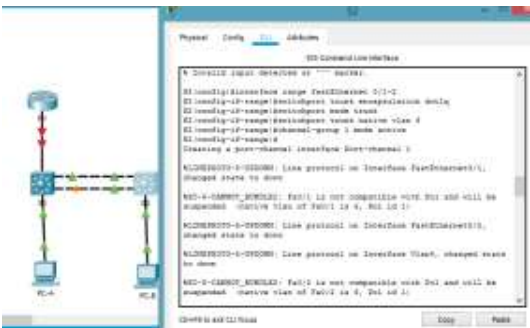 Physical Config CLI Attributes
IOS Command Line Interface
% Invalid input detected at '^' marker.
S1(config)#interface range fastEthernet 0/1-2
S1(config-if-range)#switchport trunk encapsulation dot1q
S1(config-if-range)#switchport mode trunk
S1(config-if-range)#switchport trunk native vlan
S1(config-if-range)#channel-group 1 mode active
S1(config-if-range)#
Creating a port-channel interface Port-channel 1
%LINEPROTO-5-UPDOWN: Line protocol on Interface FastEthernet0/1,
changed state to down
%EC-5-CANNOT_BUNDLE2: Fa0/1 is not compatible with Po1 and will be
suspended (native vlan of Fa0/1 is, Po1 id 1)
%LINEPROTO-5-UPDOWN: Line protocol on Interface FastEthernet0/2,
changed state to down
%LINEPROTO-5-UPDOWN: Line protocol on Interface, changed state
to down
%EC-5-CANNOT_BUNDLE2: Fa0/2 is not compatible with Po1 and will be
suspended (native vlan of Fa0/2 is, Po1 id 1)
PC-A
PC-B
Ctrl+F6 to exit CLI focus
Copy Paste